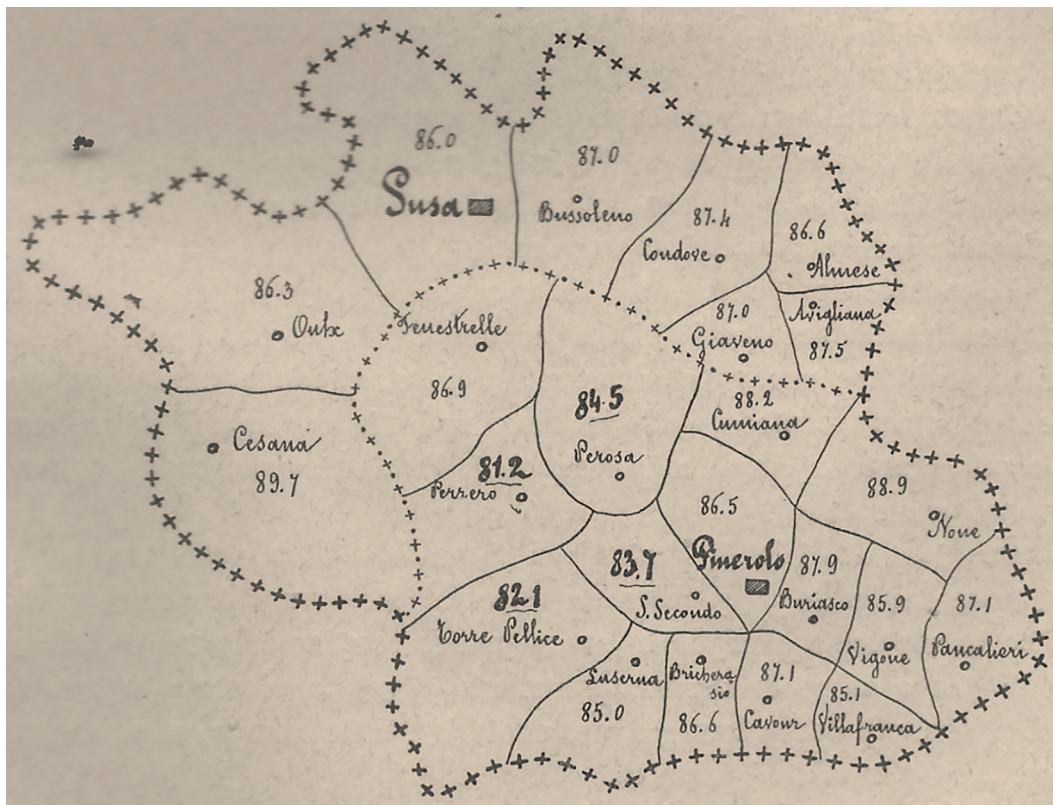 86.0
Susa
87.0
Bussoleno
87.4
Condove
86.6
Almese
86.3
Oulx
Fenestrelle
86.9
87.0
Giaveno
Avigliana
87.5
84.5
Perosa
88.2
Cumiana
Cesana
89.7
81.2
Perrero
86.5
Pinerolo
88.9
None
83.7
S. Secondo
87.9
Buriasco
85.9
Vigone
87.1
Pancalieri
82.1
Torre Pellice
Luserna
85.0
Brichera
sio
86.6
87.1
Cavour
85.1
Villafranca